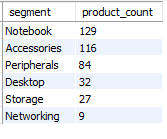 segment product_count
Notebook 129
Accessories 116
Peripherals 84
Desktop 32
Storage 27
Networking 9